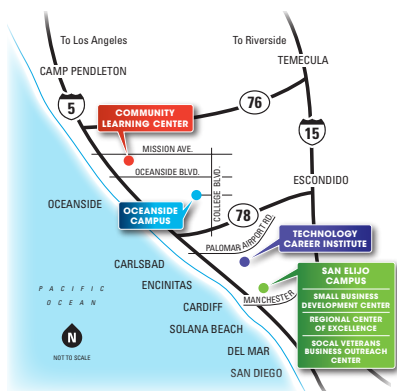 To Los Angeles
To Riverside
TEMECULA
CAMP PENDLETON
5
76
COMMUNITY
LEARNING CENTER
15
MISSION AVE.
OCEANSIDE BLVD.
COLLEGE BLVD.
ESCONDIDO
OCEANSIDE
OCEANSIDE
CAMPUS
78
PALOMAR AIRPORT RD.
TECHNOLOGY
CAREER INSTITUTE
CARLSBAD
SAN ELIJO
CAMPUS
PACIFIC
OCEAN
ENCINITAS
MANCHESTER
SMALL BUSINESS
DEVELOPMENT CENTER
CARDIFF
REGIONAL CENTER
OF EXCELLENCE
SOLANA BEACH
N
NOT TO SCALE
SOCAL VETERANS
BUSINESS OUTREACH
CENTER
DEL MAR
SAN DIEGO